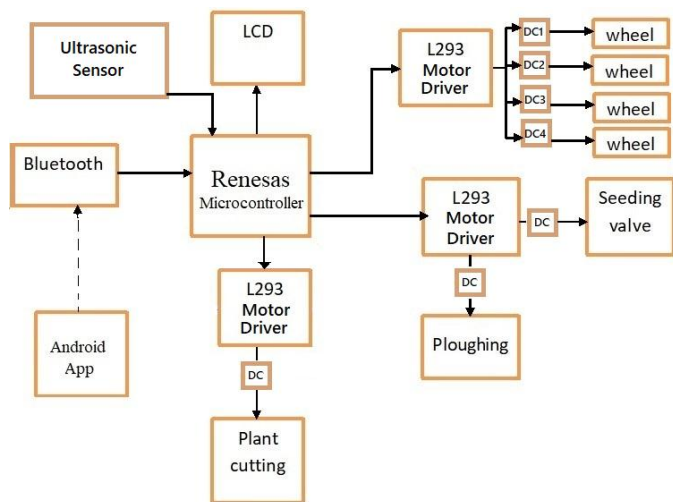 Ultrasonic
Sensor
LCD
L293
Motor
Driver
DC1
wheel
DC2
wheel
DC3
wheel
DC4
wheel
Bluetooth
Renesas
Microcontroller
L293
Motor
Driver
DC
Seeding
valve
L293
Motor
Driver
DC
Ploughing
Android
App
DC
Plant
cutting